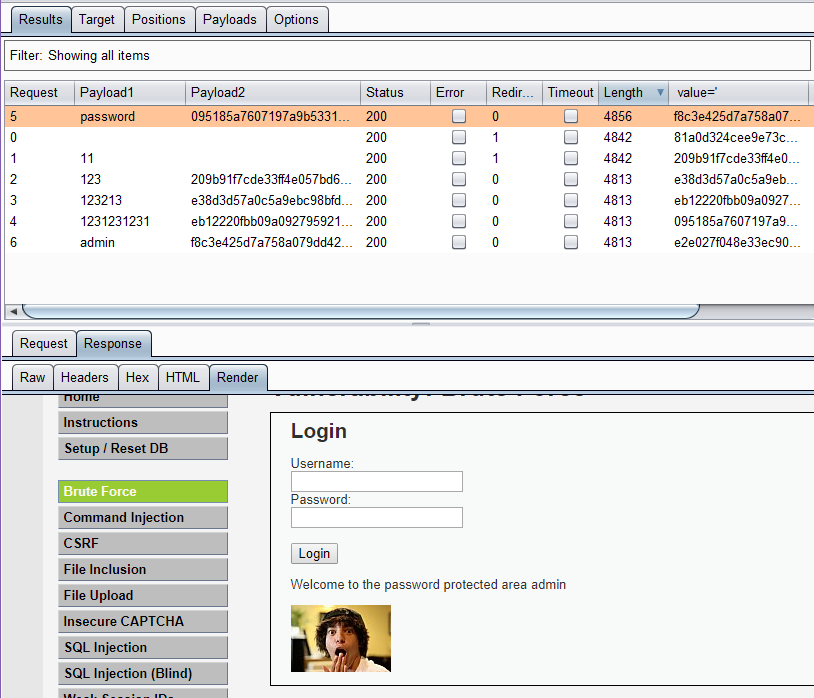 Results Target Positions Payloads Options
Filter: Showing all items
Request Payload1 Payload2 Status Error Redir... Timeout Length value='
5 password 095185a7607197a9b5331... 200 0 4856 f8c3e425d7a758a07...
0 200 1 4842 81a0d324cee9e73c...
1 11 200 1 4842 209b91f7cde33ff4e0...
2 123 209b91f7cde33ff4e057bd6... 200 0 4813 e38d3d57a0c5a9eb...
3 123213 e38d3d57a0c5a9ebc98bfd... 200 0 4813 eb12220fbb09a0927...
4 1231231231 eb12220fbb09a092795921... 200 0 4813 095185a7607197a9...
6 admin f8c3e425d7a758a079dd42... 200 0 4813 e2e027f048e33ec90...
Request Response
Raw Headers Hex HTML Render
Home
Vulnerability: Brute Force
Instructions
Setup / Reset DB
Brute Force
Command Injection
CSRF
File Inclusion
File Upload
Insecure CAPTCHA
SQL Injection
SQL Injection (Blind)
Weak Session IDs
Login
Username:
Password:
Login
Welcome to the password protected area admin